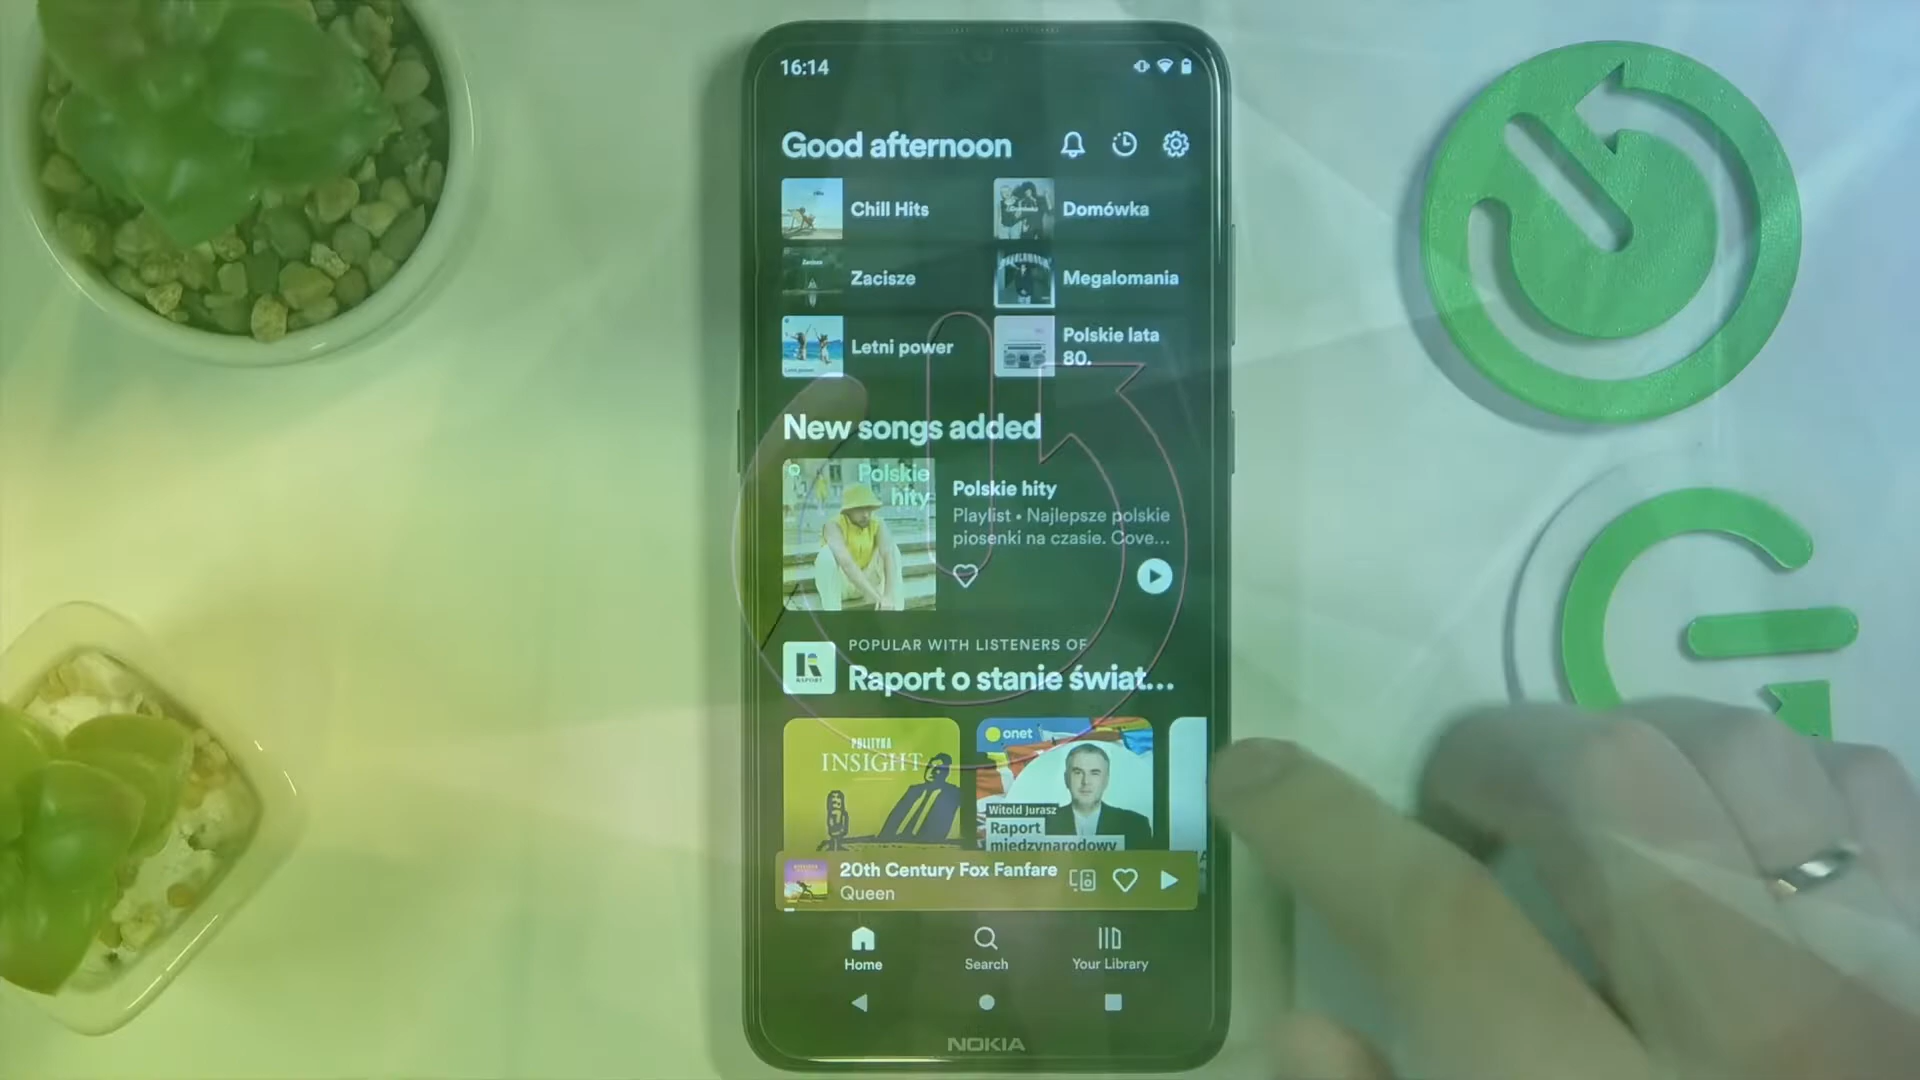 16:14
Good afternoon
Chill Hits
Domówka
Zacisze
Megalomania
Letni power
Polskie lata
80.
New songs added
Polskie
hity
Polskie hity
Playlist • Najlepsze polskie
piosenki na czasie. Cove...
POPULAR WITH LISTENERS OF
RAPORT
Raport o stanie świat...
POLITYKA
INSIGHT
onet
Witold Jurasz
Raport
międzynarodowy
20th Century Fox Fanfare
Queen
Home
Search
Your Library
NOKIA